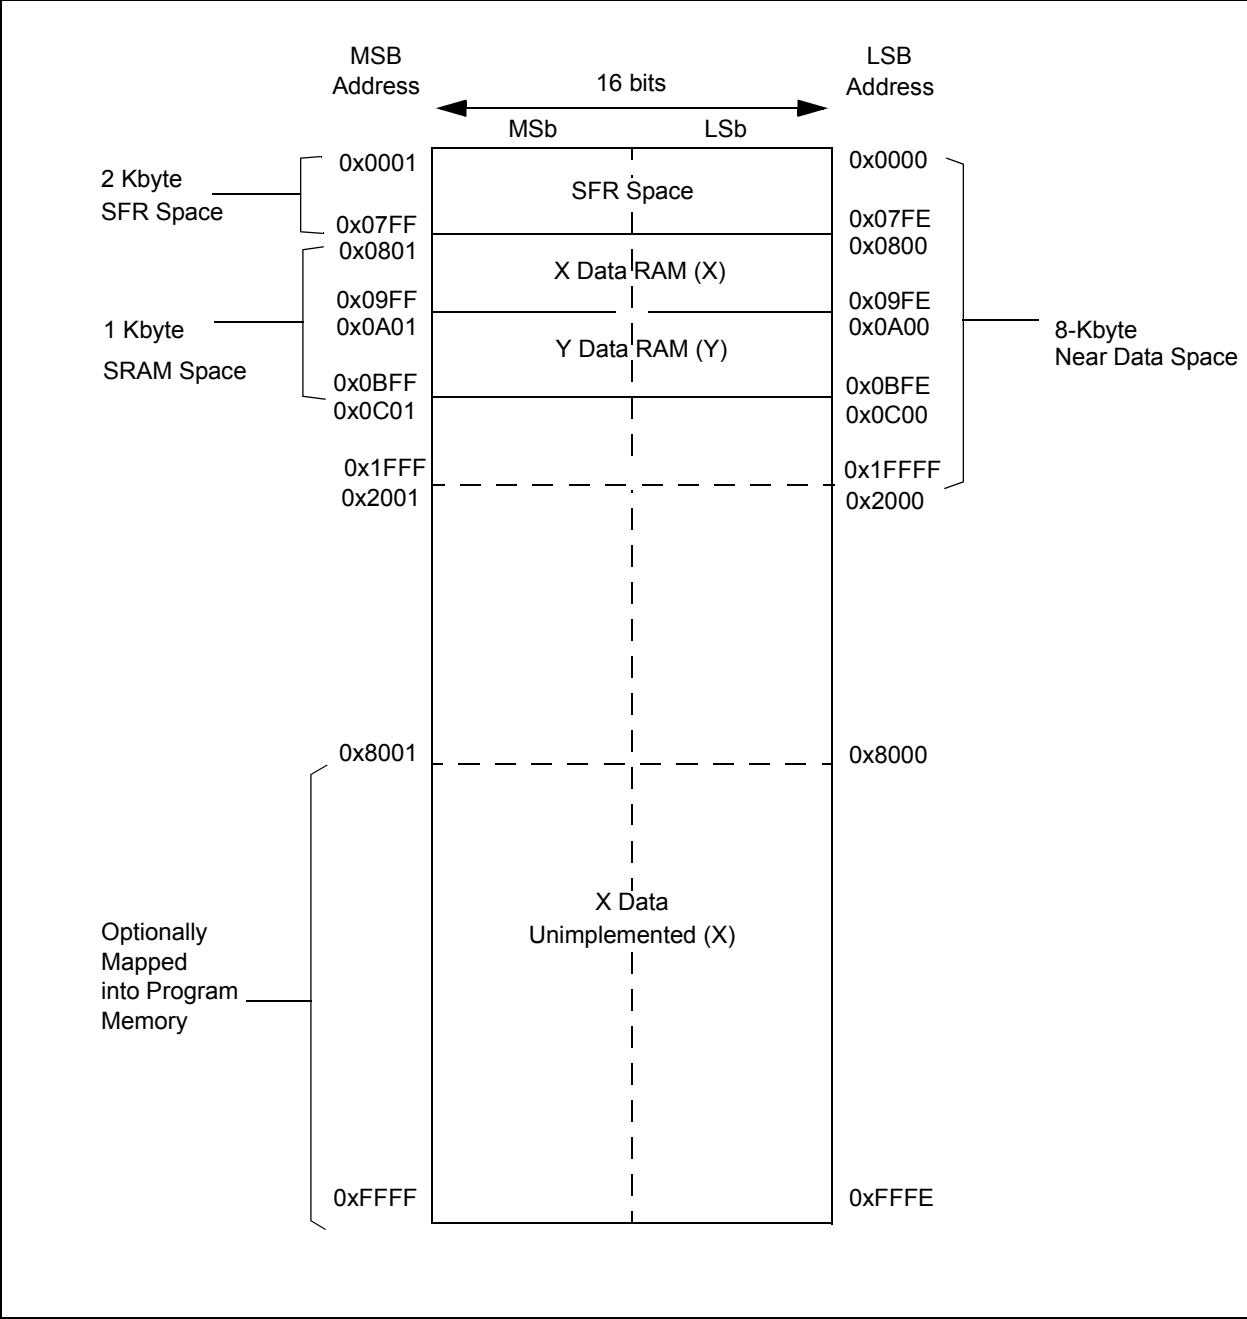 MSB
Address
LSB
Address
16 bits
MSb
LSb
2 Kbyte
SFR Space
0x0001
0x07FF
SFR Space
0x0000
0x07FE
0x0801
0x0800
X Data RAM (X)
0x09FF
0x09FE
1 Kbyte
SRAM Space
0x0A01
0x0A00
Y Data RAM (Y)
0x0BFF
0x0BFE
0x0C01
0x0C00
8-Kbyte
Near Data Space
0x1FFF
0x1FFFF
0x2001
0x2000
0x8001
0x8000
X Data
Unimplemented (X)
Optionally
Mapped
into Program
Memory
0xFFFF
0xFFFE